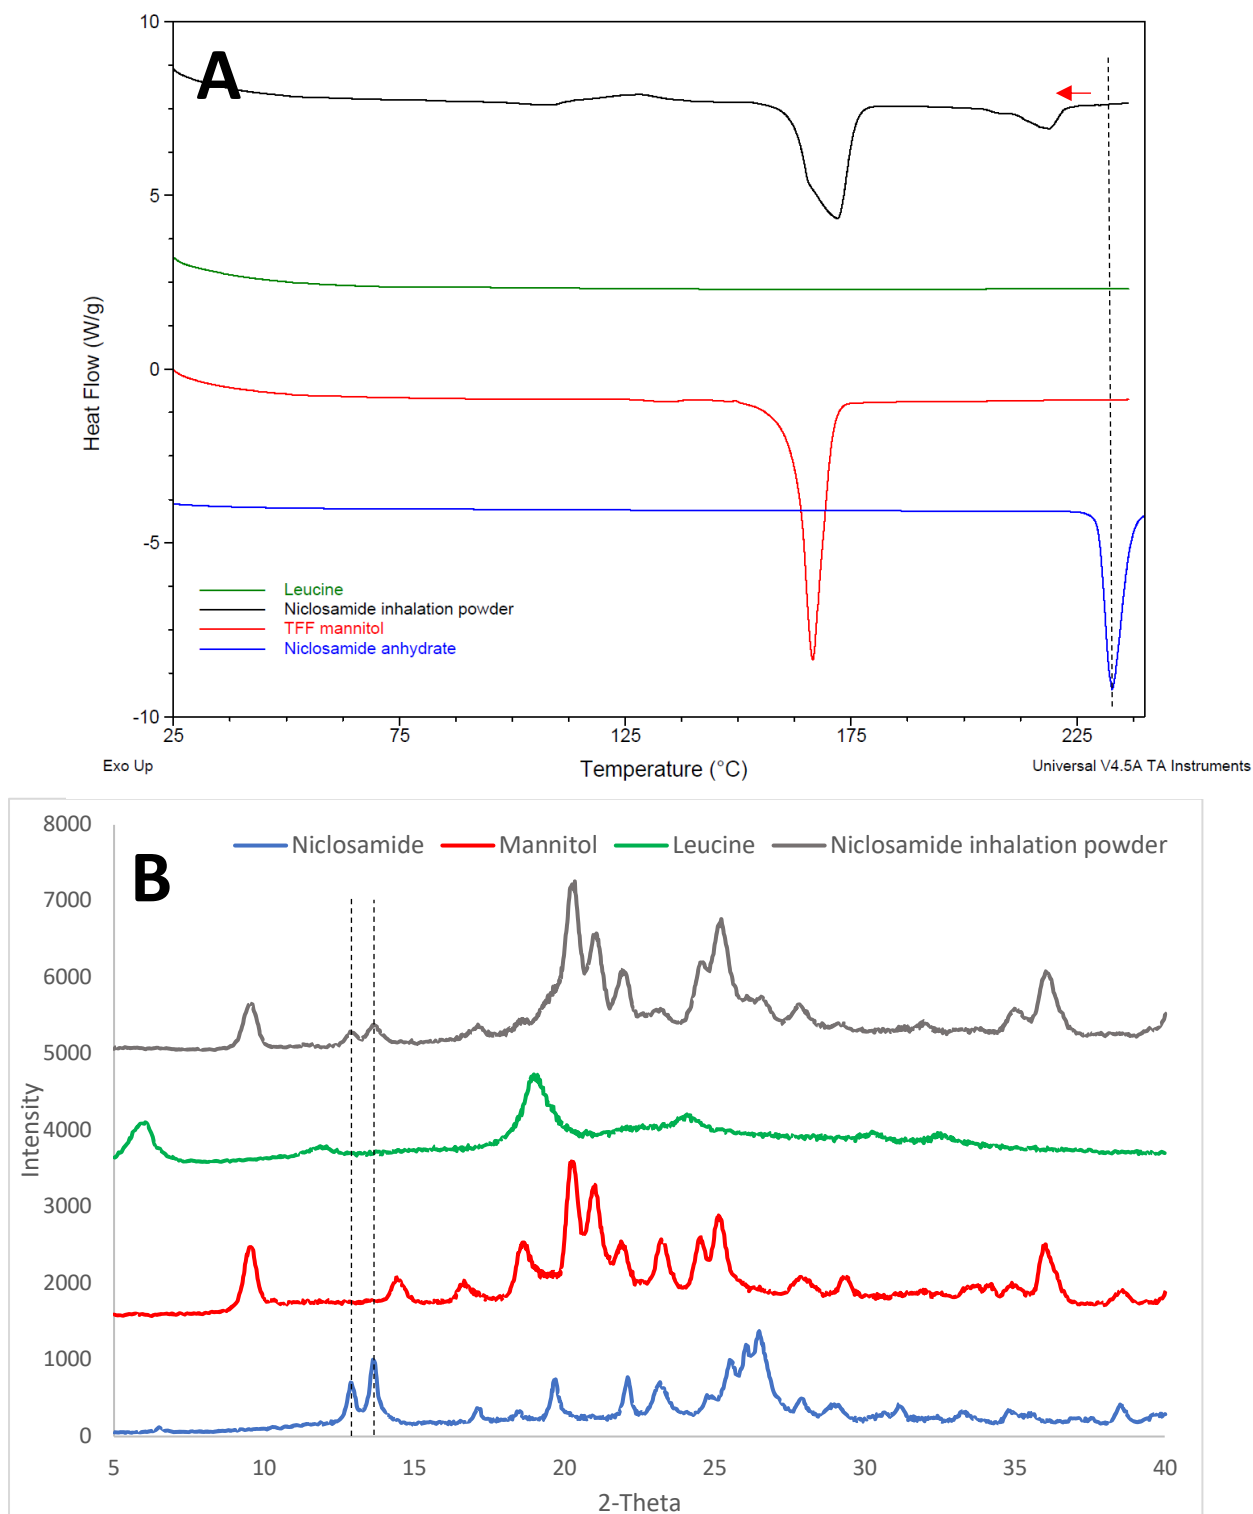 A
10
5
0
-5
-10
Heat Flow (W/g)
Leucine
Niclosamide inhalation powder
TFF mannitol
Niclosamide anhydrate
25 75 125 175 225
Exo Up Temperature (°C) Universal V4.5A TA Instruments
B
Niclosamide Mannitol Leucine Niclosamide inhalation powder
8000
7000
6000
5000
4000
3000
2000
1000
0
Intensity
5 10 15 20 25 30 35 40
2-Theta